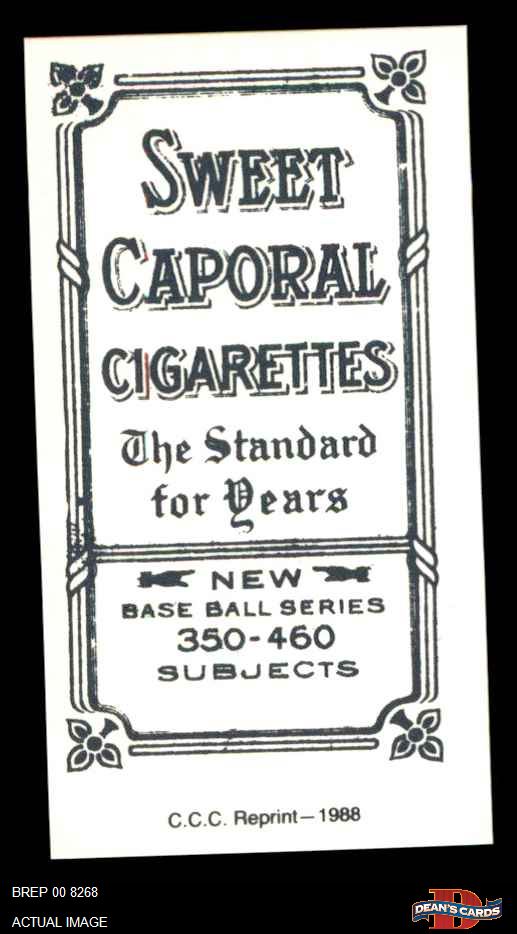 SWEET
CAPORAL
CIGARETTES
The Standard
for Years
NEW
BASE BALL SERIES
350-460
SUBJECTS
C.C.C. Reprint—1988
BREP 00 8268
ACTUAL IMAGE
D
DEAN'S CARDS